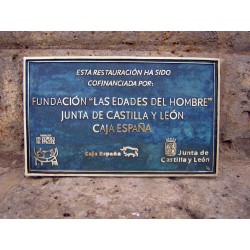 ESTA RESTAURACIÓN HA SIDO
COFINANCIADA POR:
FUNDACIÓN "LAS EDADES DEL HOMBRE"
JUNTA DE CASTILLA Y LEÓN
CAJA ESPAÑA
Caja España
Junta de
Castilla y León